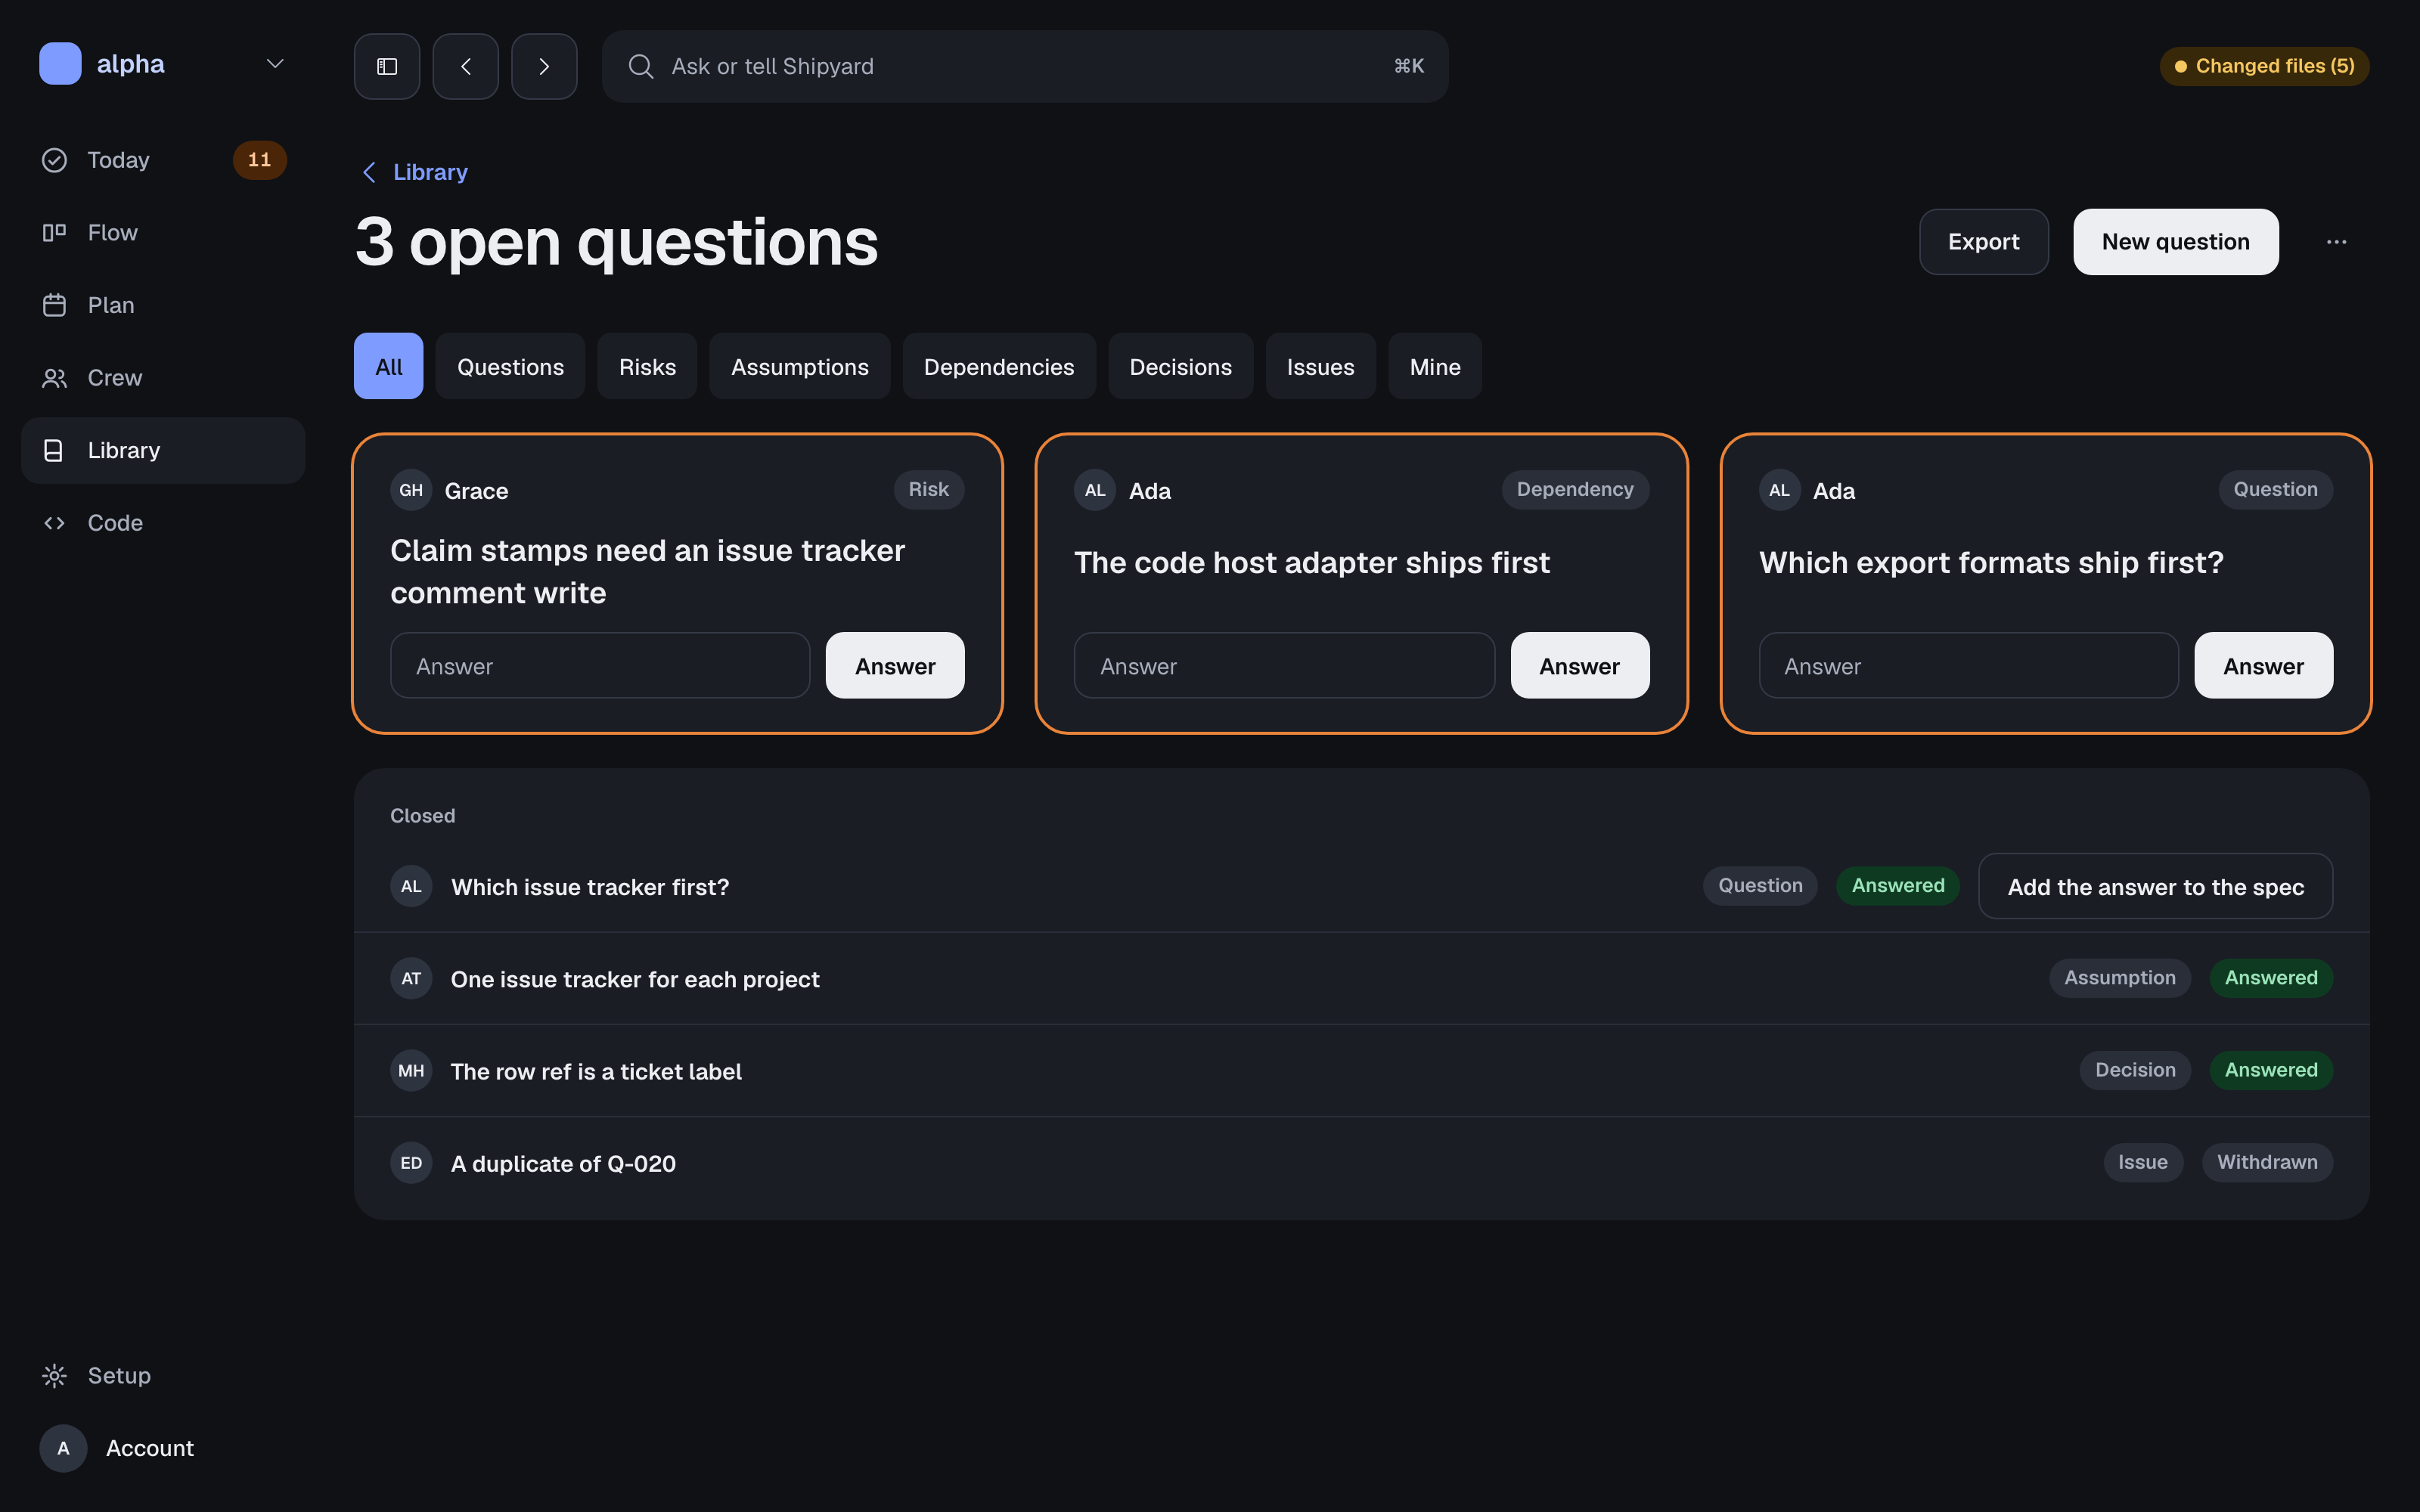 alpha
Ask or tell Shipyard
⌘K
Changed files (5)
Today
11
Flow
Plan
Crew
Library
Code
Setup
A
Account
Library
3 open questions
Export
New question
All
Questions
Risks
Assumptions
Dependencies
Decisions
Issues
Mine
GH
Grace
Risk
Claim stamps need an issue tracker
comment write
Answer
Answer
AL
Ada
Dependency
The code host adapter ships first
Answer
Answer
AL
Ada
Question
Which export formats ship first?
Answer
Answer
Closed
AL
Which issue tracker first?
Question
Answered
Add the answer to the spec
AT
One issue tracker for each project
Assumption
Answered
MH
The row ref is a ticket label
Decision
Answered
ED
A duplicate of Q-020
Issue
Withdrawn